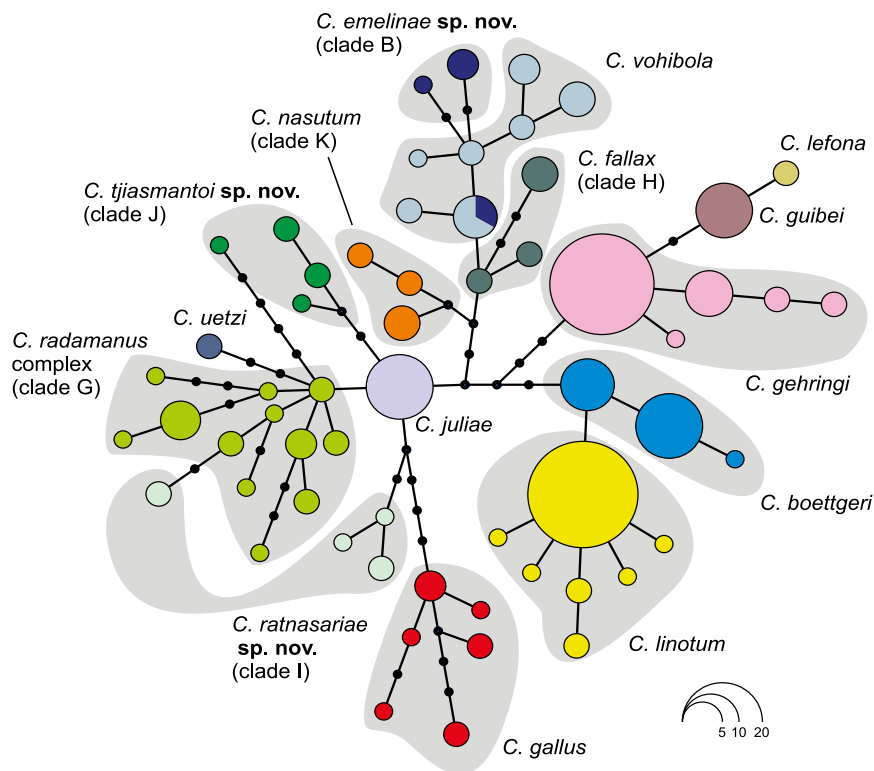 C. emelinae sp. nov.
(clade B)
C. vohibola
C. nasutum
(clade K)
C. fallax
(clade H)
C. lefona
C. guibei
C. tjiasmantoi sp. nov.
(clade J)
C. uetzi
C. radamanus
complex
(clade G)
C. gehringi
C. juliae
C. boettgeri
C. ratnasariae
sp. nov.
(clade I)
C. linotum
C. gallus
5 10 20